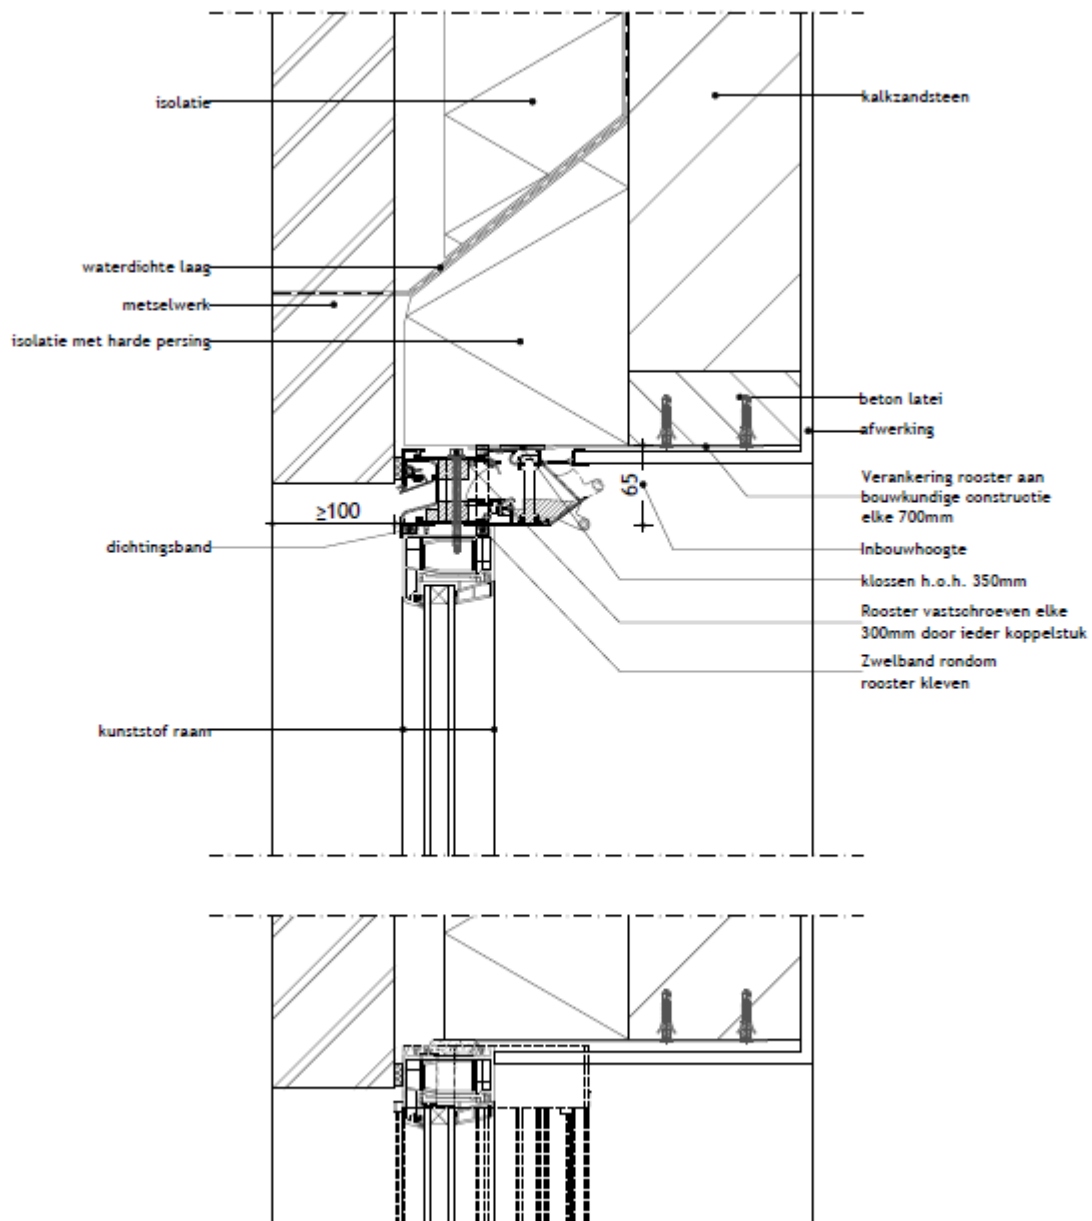 isolatie
kalkzandsteen
waterdichte laag
metselwerk
isolatie met harde persing
beton latei
afwerking
Verankering rooster aan
bouwkundige constructie
elke 700mm
65
≥100
dichtingsband
Inbouwhoogte
klossen h.o.h. 350mm
Rooster vastschroeven elke
300mm door ieder koppelstuk
Zwelband rondom
rooster kleven
kunststof raam